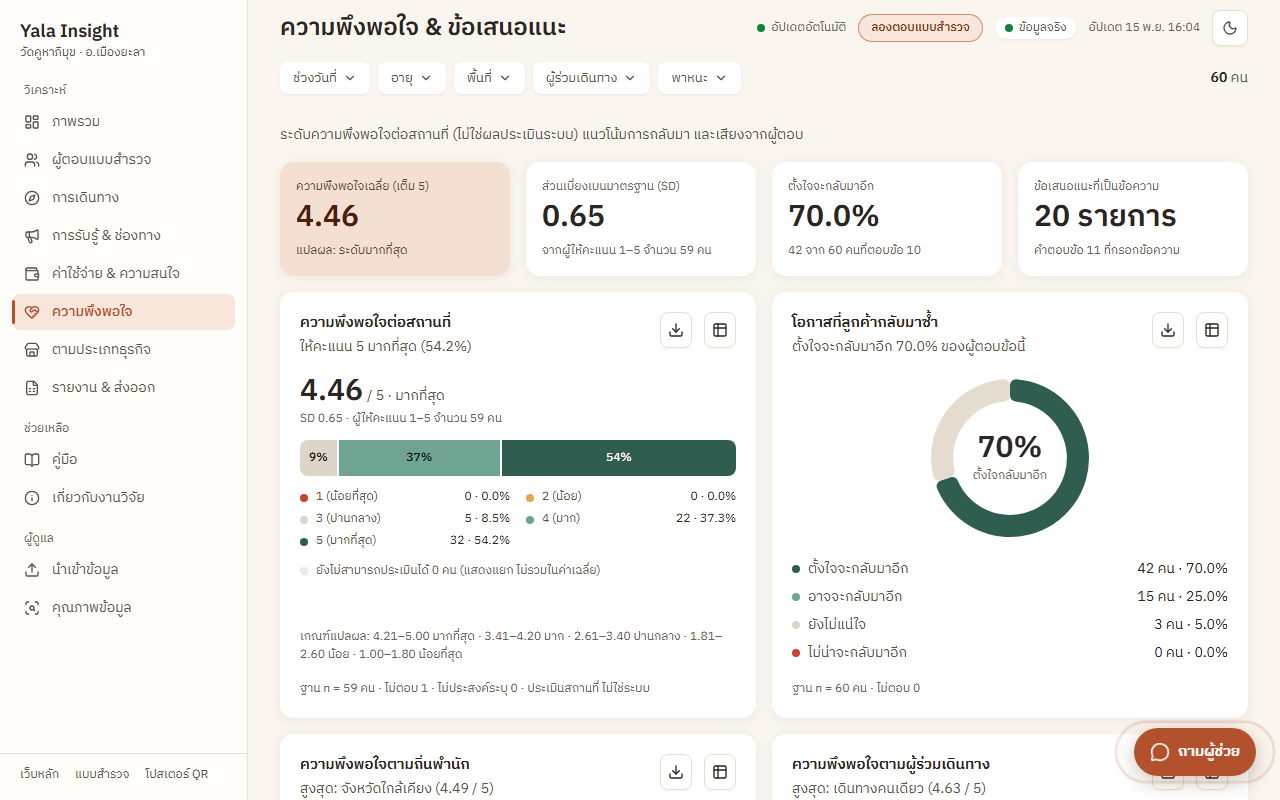 Yala Insight
วัดคูหาภิมุข · อ.เมืองยะลา
วิเคราะห์
ภาพรวม
ผู้ตอบแบบสำรวจ
การเดินทาง
การรับรู้ & ช่องทาง
ค่าใช้จ่าย & ความสนใจ
ความพึงพอใจ
ตามประเภทธุรกิจ
รายงาน & ส่งออก
ช่วยเหลือ
คู่มือ
เกี่ยวกับงานวิจัย
ผู้ดูแล
นำเข้าข้อมูล
คุณภาพข้อมูล
เว็บหลัก แบบสำรวจ โปสเตอร์ QR
ความพึงพอใจ & ข้อเสนอแนะ
อัปเดตอัตโนมัติ ลองตอบแบบสำรวจ ข้อมูลจริง อัปเดต 15 พ.ย. 16:04
ช่วงวันที่ อายุ พื้นที่ ผู้ร่วมเดินทาง พาหนะ 60 คน
ระดับความพึงพอใจต่อสถานที่ (ไม่ใช่ผลประเมินระบบ) แนวโน้มการกลับมา และเสียงจากผู้ตอบ
ความพึงพอใจเฉลี่ย (เต็ม 5)
4.46
แปลผล: ระดับมากที่สุด
ส่วนเบี่ยงเบนมาตรฐาน (SD)
0.65
จากผู้ให้คะแนน 1–5 จำนวน 59 คน
ตั้งใจจะกลับมาอีก
70.0%
42 จาก 60 คนที่ตอบข้อ 10
ข้อเสนอแนะที่เป็นข้อความ
20 รายการ
คำตอบข้อ 11 ที่กรอกข้อความ
ความพึงพอใจต่อสถานที่
ให้คะแนน 5 มากที่สุด (54.2%)
4.46 / 5 · มากที่สุด
SD 0.65 · ผู้ให้คะแนน 1–5 จำนวน 59 คน
9% 37% 54%
1 (น้อยที่สุด) 0 · 0.0% 2 (น้อย) 0 · 0.0%
3 (ปานกลาง) 5 · 8.5% 4 (มาก) 22 · 37.3%
5 (มากที่สุด) 32 · 54.2%
ยังไม่สามารถประเมินได้ 0 คน (แสดงแยก ไม่รวมในค่าเฉลี่ย)
เกณฑ์แปลผล: 4.21–5.00 มากที่สุด · 3.41–4.20 มาก · 2.61–3.40 ปานกลาง · 1.81–
2.60 น้อย · 1.00–1.80 น้อยที่สุด
ฐาน n = 59 คน · ไม่ตอบ 1 · ไม่ประสงค์ระบุ 0 · ประเมินสถานที่ ไม่ใช่ระบบ
โอกาสที่ลูกค้ากลับมาซ้ำ
ตั้งใจจะกลับมาอีก 70.0% ของผู้ตอบข้อนี้
70%
ตั้งใจกลับมาอีก
ตั้งใจจะกลับมาอีก 42 คน · 70.0%
อาจจะกลับมาอีก 15 คน · 25.0%
ยังไม่แน่ใจ 3 คน · 5.0%
ไม่น่าจะกลับมาอีก 0 คน · 0.0%
ฐาน n = 60 คน · ไม่ตอบ 0
ความพึงพอใจตามถิ่นพำนัก
สูงสุด: จังหวัดใกล้เคียง (4.49 / 5)
ความพึงพอใจตามผู้ร่วมเดินทาง
สูงสุด: เดินทางคนเดียว (4.63 / 5)
ถามผู้ช่วย